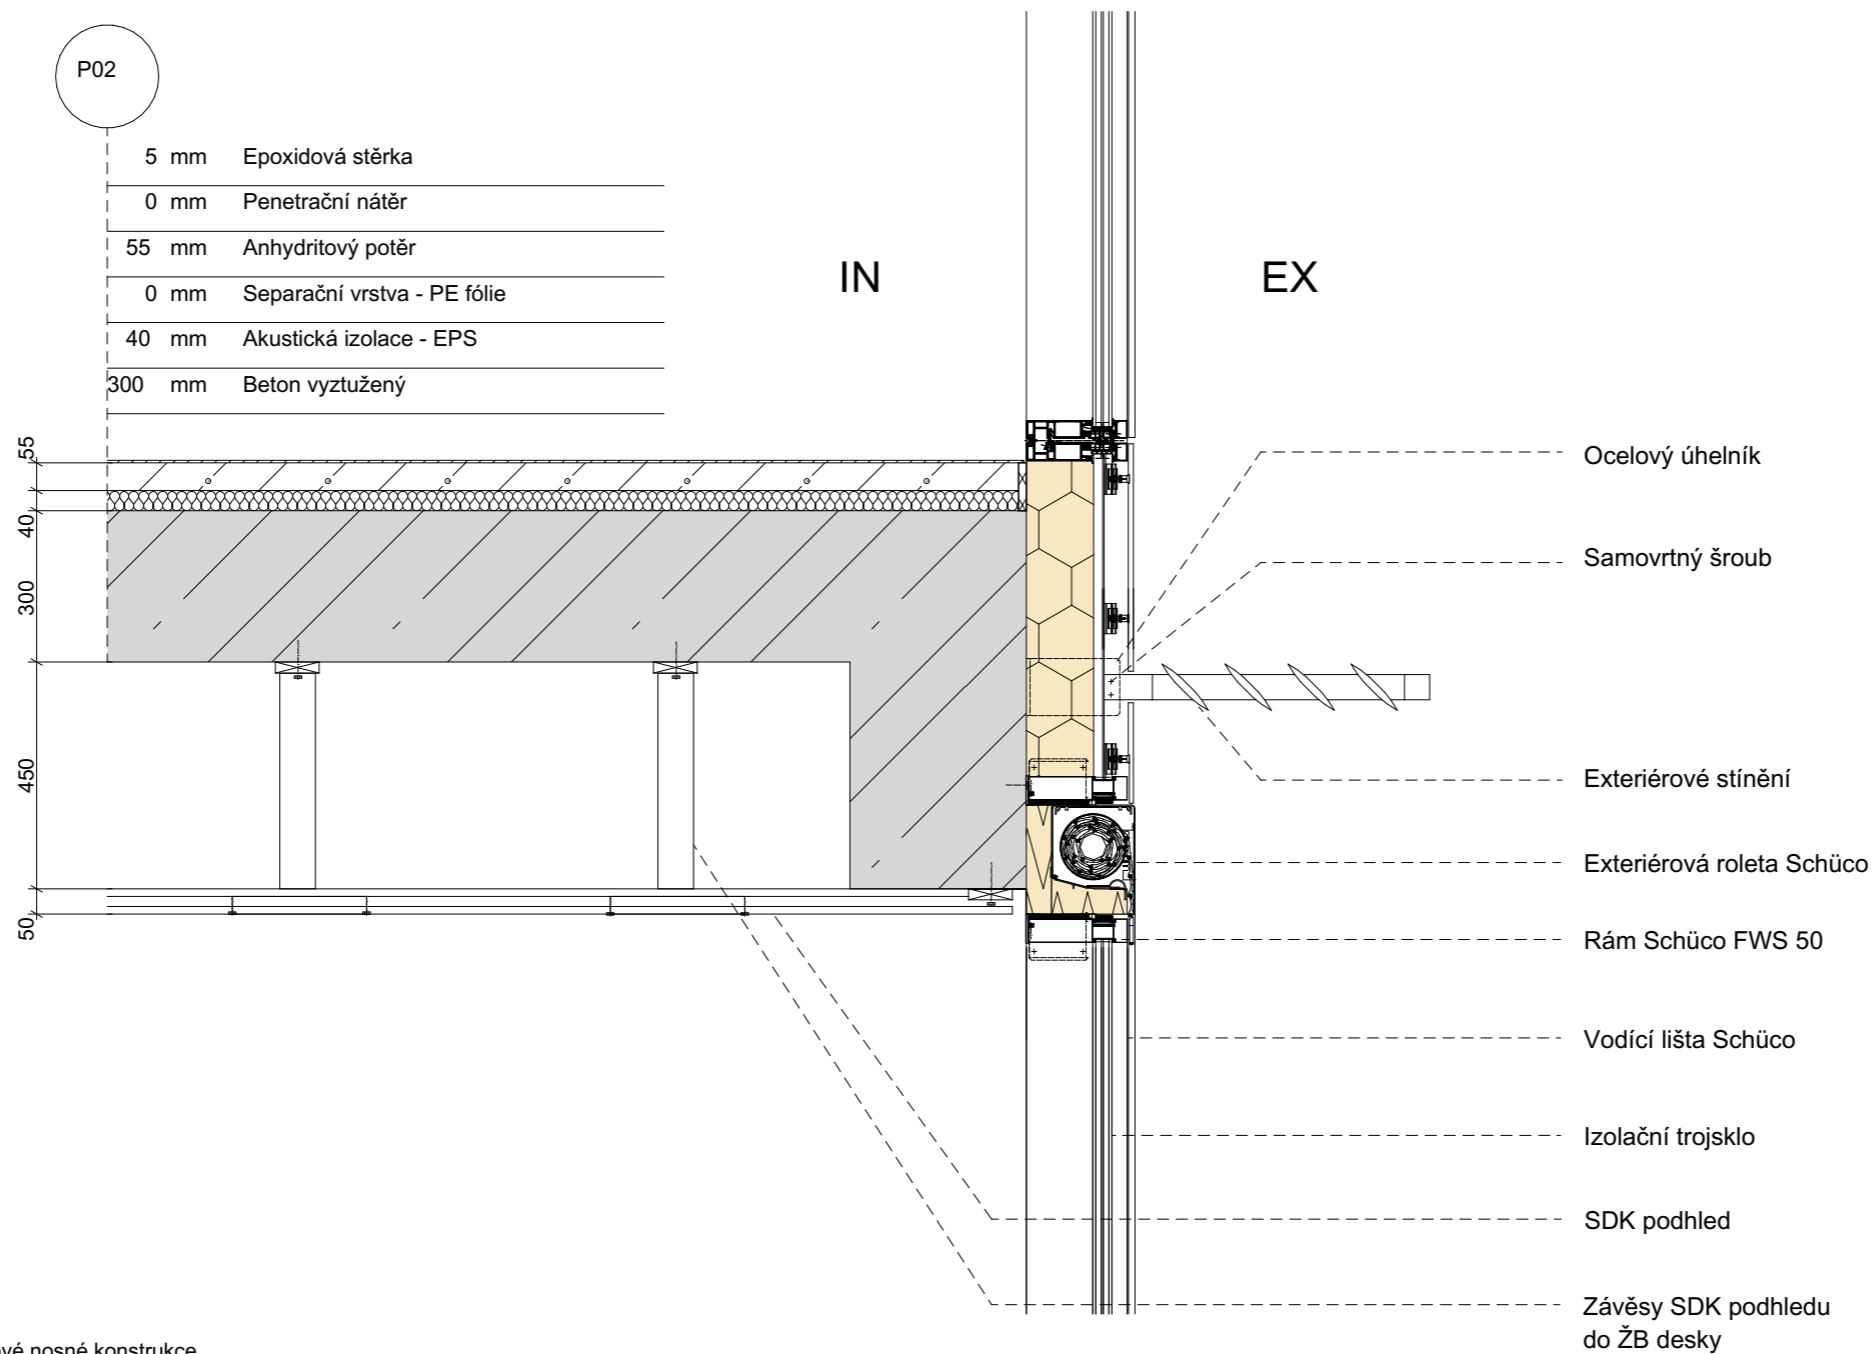 P02
5 mm Epoxidová stěrka
0 mm Penetrační nátěr
55 mm Anhydritový potěr
0 mm Separační vrstva - PE fólie
40 mm Akustická izolace - EPS
300 mm Beton vyztužený
IN
EX
55
40
300
450
50
Ocelový úhelník
Samovrtný šroub
Exteriérové stínění
Exteriérová roleta Schüco
Rám Schüco FWS 50
Vodící lišta Schüco
Izolační trojsklo
SDK podhled
Závěsy SDK podhledu
do ŽB desky
nosné konstrukce